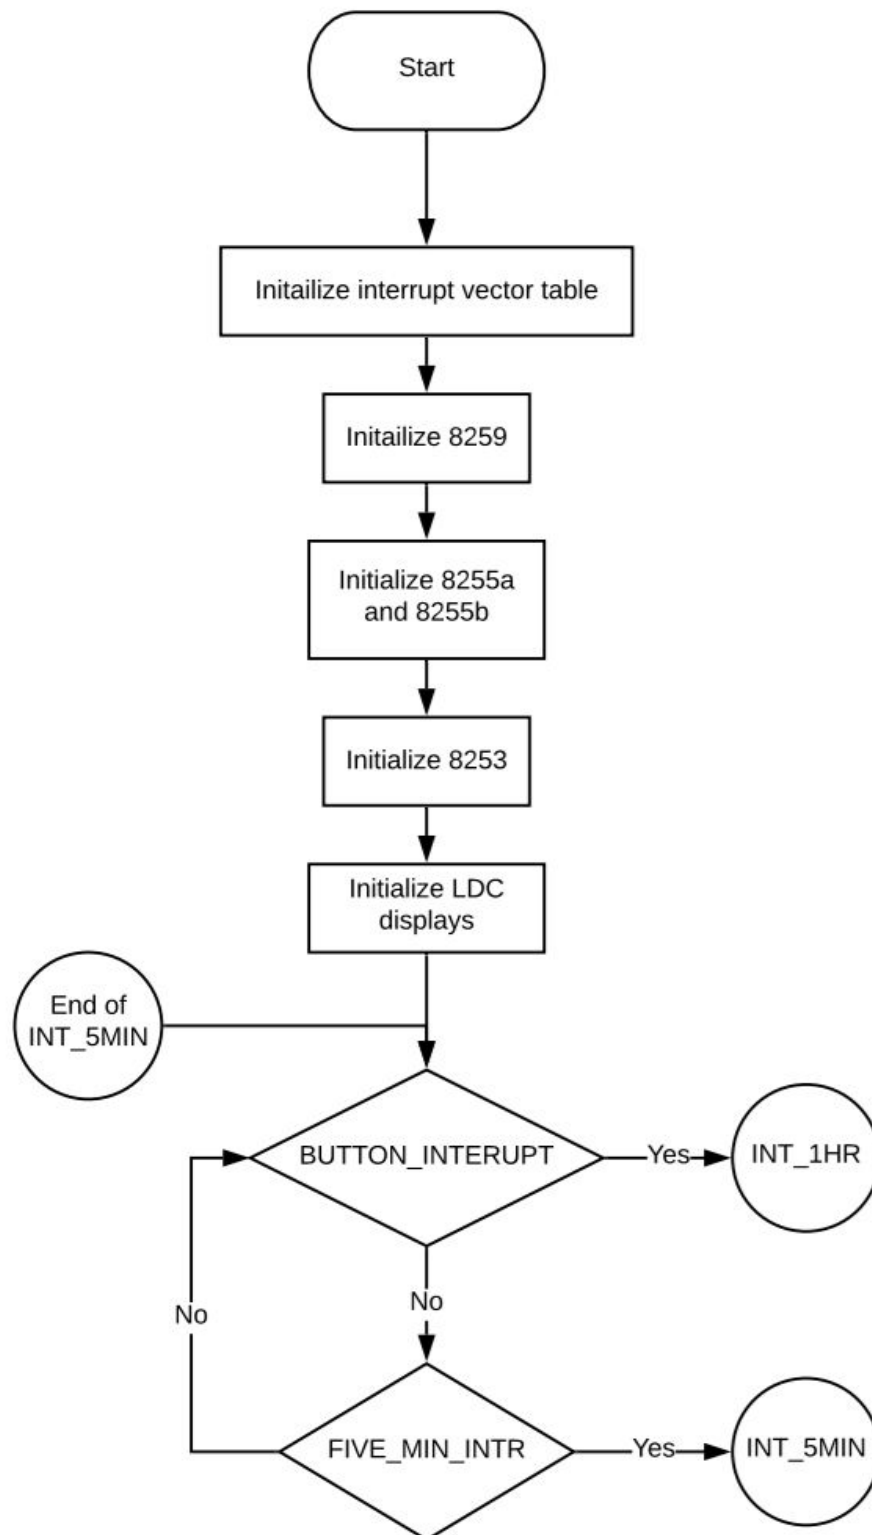 Start
Initailize interrupt vector table
Initailize 8259
Initialize 8255a
and 8255b
Initialize 8253
Initialize LDC
displays
End of
INT_5MIN
BUTTON_INTERUPT
Yes
INT_1HR
No
No
FIVE_MIN_INTR
Yes
INT_5MIN